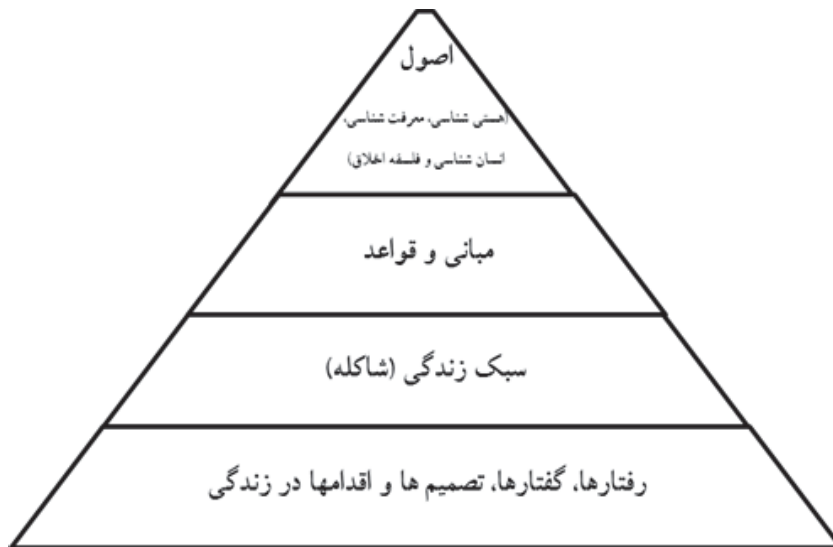 اصول
(هستی شناسی، معرفت شناسی،
انسان شناسی و فلسفه اخلاق)
مبانی و قواعد
سبک زندگی (شاکله)
رفتارها، گفتارها، تصمیم ها و اقدامها در زندگی